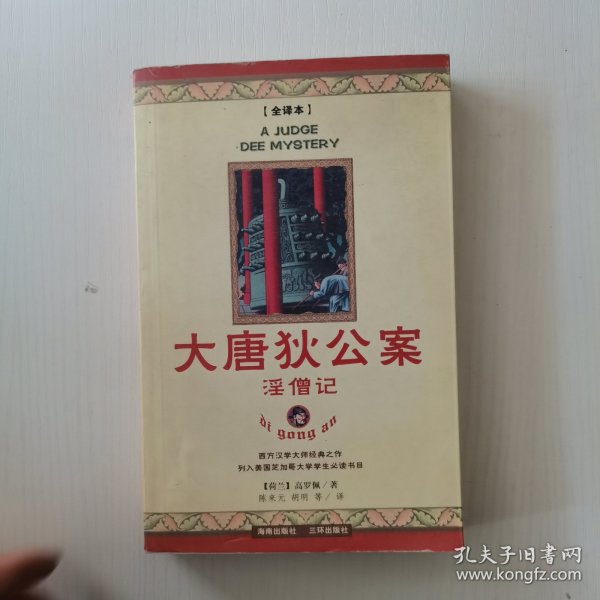 【全译本】
A JUDGE
DEE MYSTERY
大唐狄公案
淫僧记
Di gong an
西方汉学大师经典之作
列入美国芝加哥大学学生必读书目
【荷兰】高罗佩/著
陈来元 胡明 等/译
海南出版社 三环出版社
孔夫子旧书网
www.kongfz.com